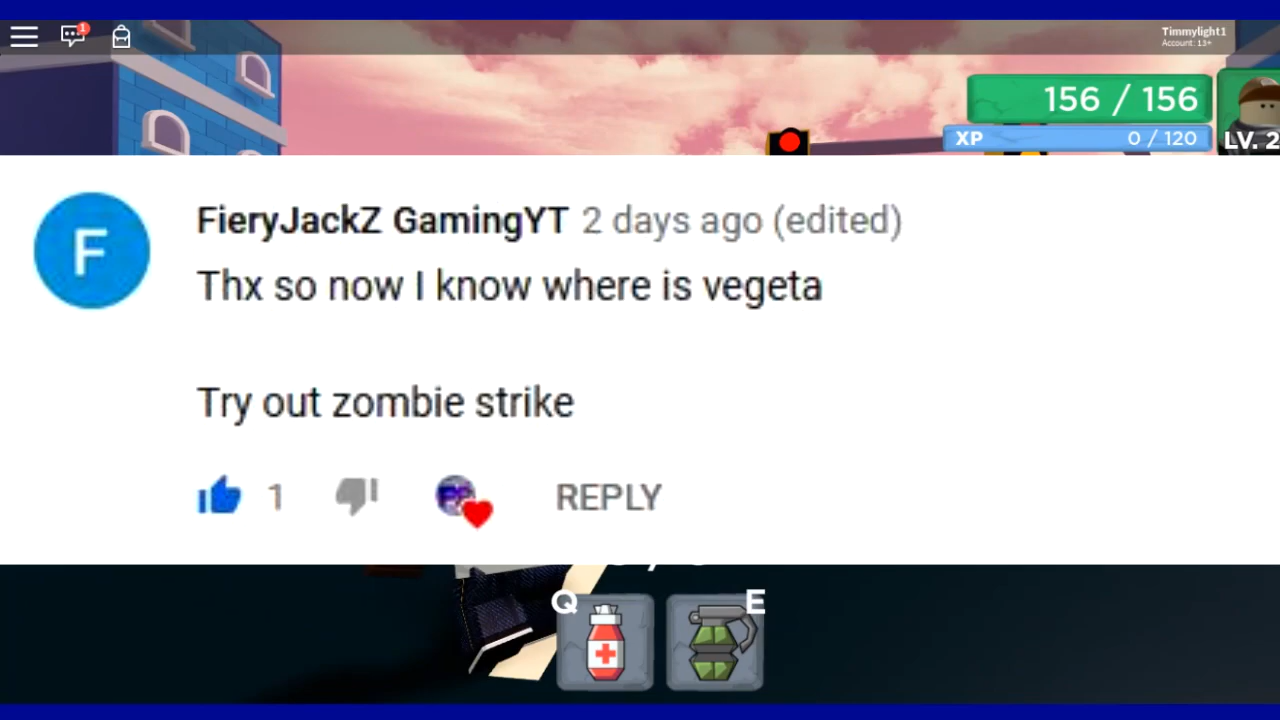 1
Timmylight1
Account: 13+
156 / 156
XP 0 / 120
LV. 2
F
FieryJackZ GamingYT 2 days ago (edited)
Thx so now I know where is vegeta
Try out zombie strike
1
REPLY
Q E